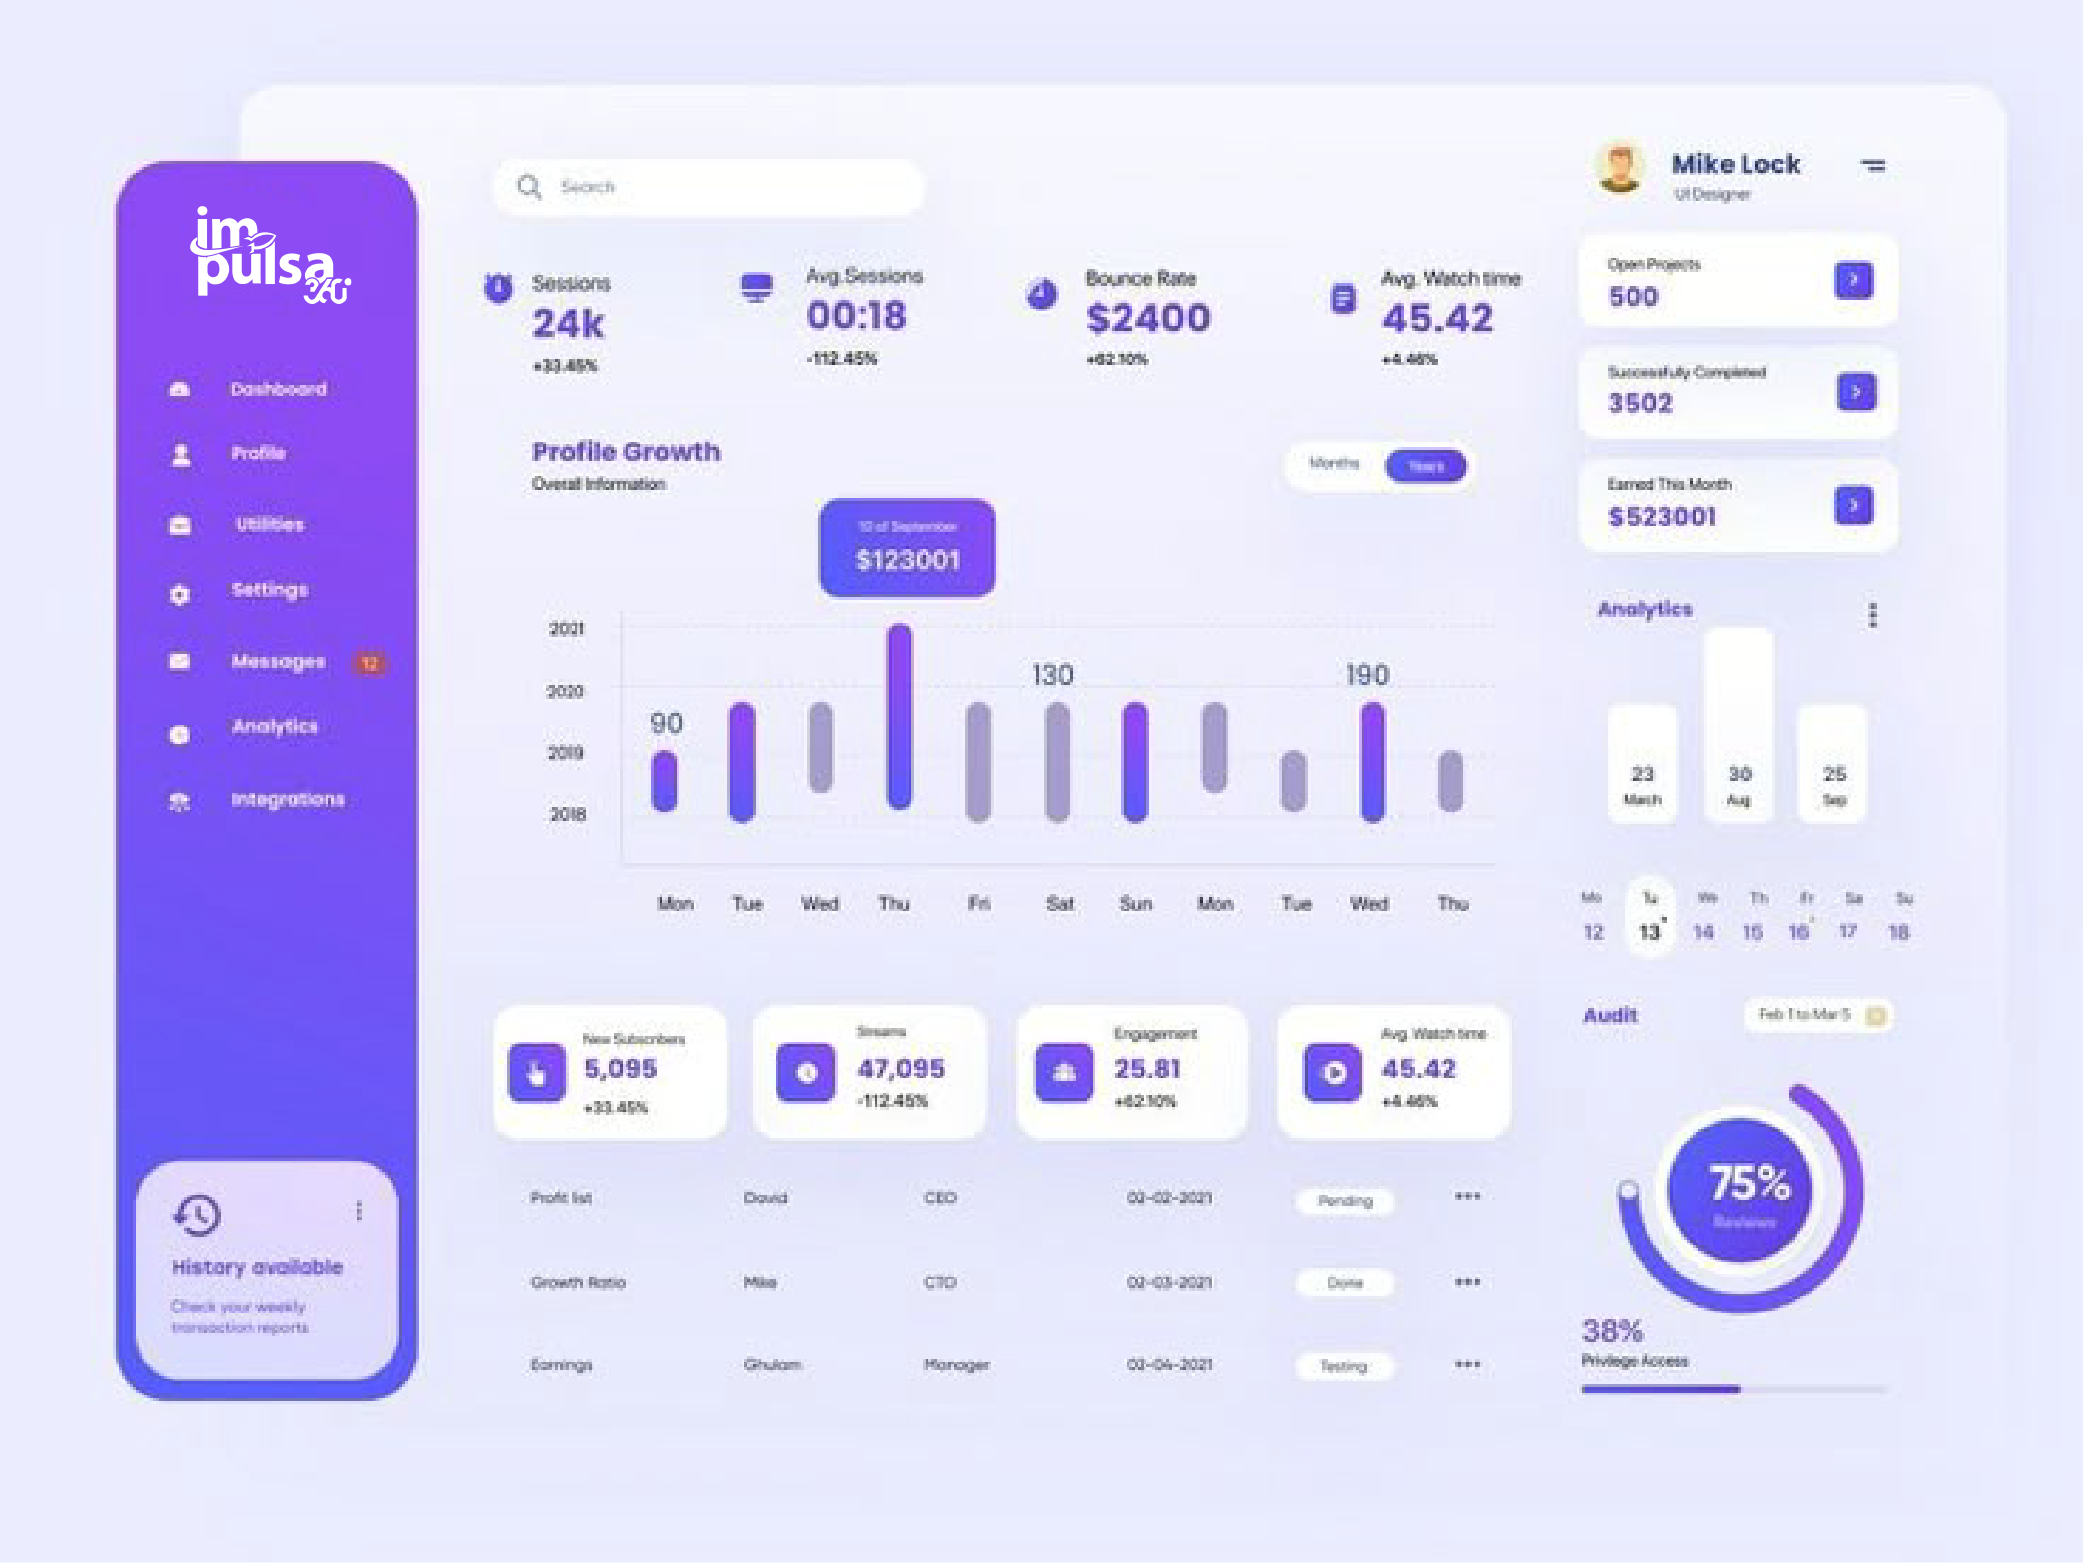 im
pulsa
360
Dashboard
Profile
Utilities
Settings
Messages 12
Analytics
Integrations
History available
Check your weekly
transaction reports
Search
Sessions
24k
+33.45%
Avg.Sessions
00:18
-112.45%
Bounce Rate
$2400
+62.10%
Avg. Watch time
45.42
+4.46%
Profile Growth
Overall Information
Months Years
10 of September
$123001
2021
2020
2019
2018
90
130
190
Mon Tue Wed Thu Fri Sat Sun Mon Tue Wed Thu
New Subscribers
5,095
+33.45%
Streams
47,095
-112.45%
Engagement
25.81
+62.10%
Avg. Watch time
45.42
+4.46%
Profit list David CEO 02-02-2021 Pending
Growth Ratio Mike CTO 02-03-2021 Done
Earnings Ghulam Manager 02-04-2021 Testing
Mike Lock
UI Designer
Open Projects
500
Successfully Completed
3502
Earned This Month
$523001
Analytics
23
March
30
Aug
25
Sep
Mo Tu We Th Fr Sa Su
12 13 14 15 16 17 18
Audit
Feb 1 to Mar 5
75%
Reviews
38%
Privilege Access